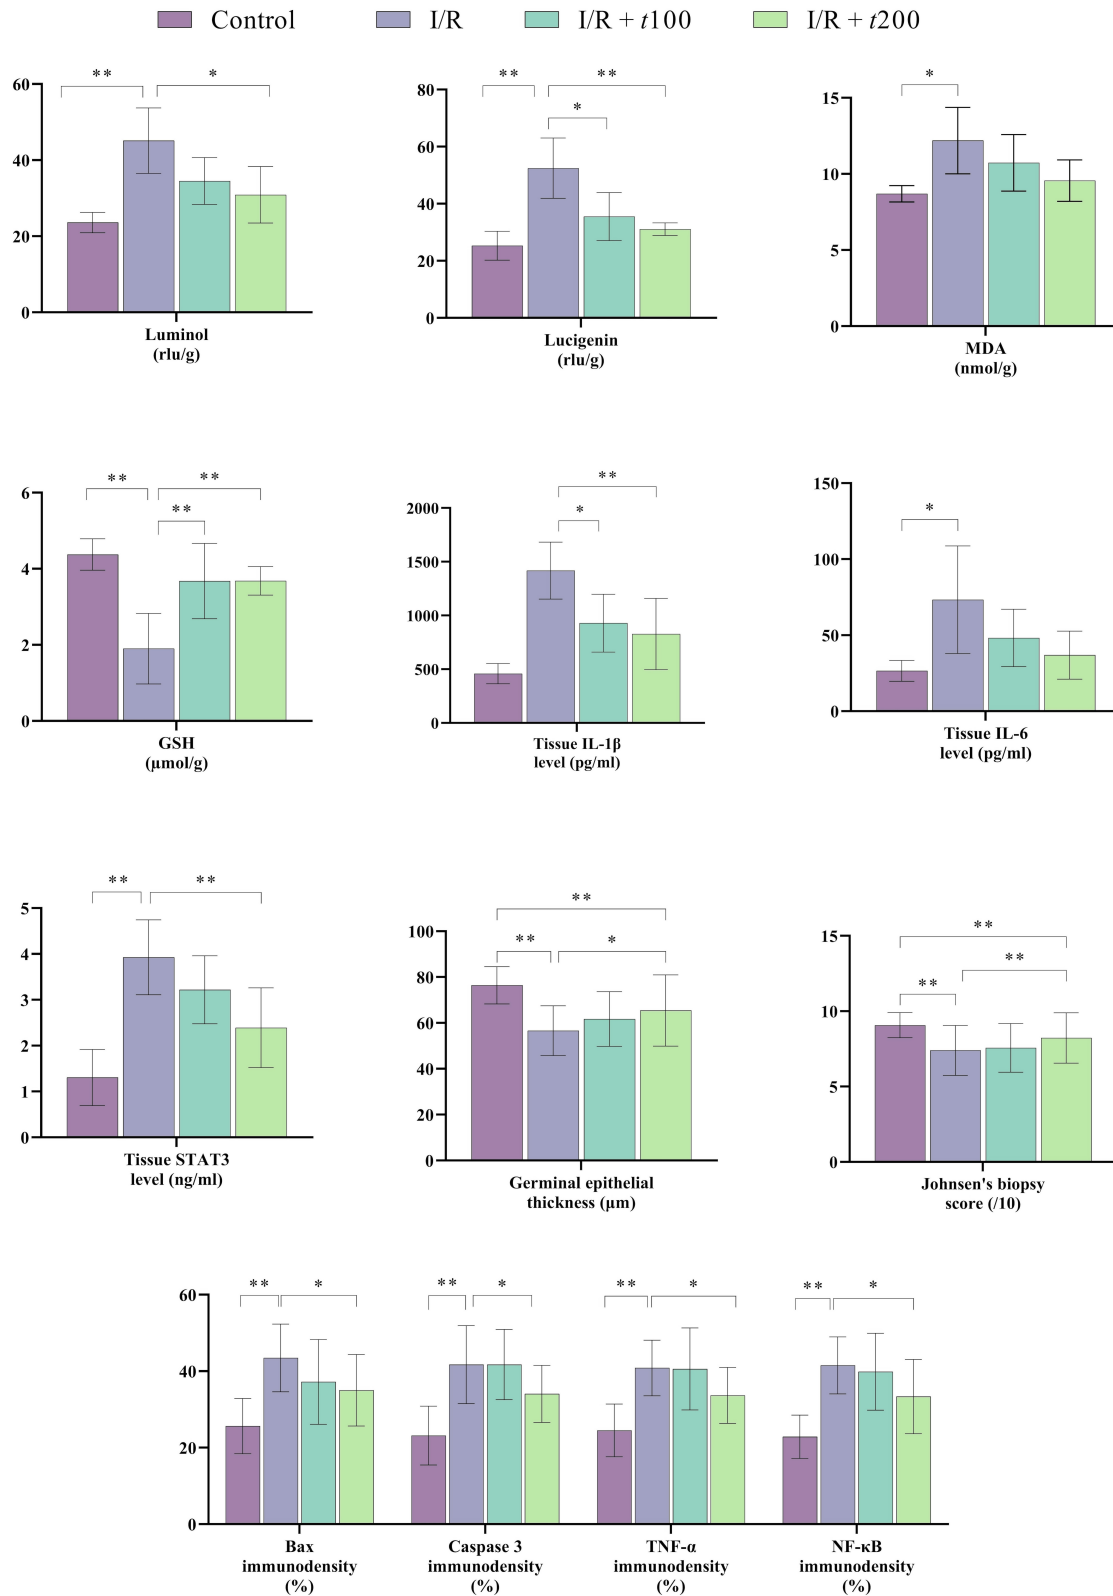 Control I/R I/R + t100 I/R + t200
** *
60
40
20
0
Luminol
(rlu/g)
** **
*
80
60
40
20
0
Lucigenin
(rlu/g)
*
15
10
5
0
MDA
(nmol/g)
** **
**
6
4
2
0
GSH
(μmol/g)
**
*
2000
1500
1000
500
0
Tissue IL-1β
level (pg/ml)
*
150
100
50
0
Tissue IL-6
level (pg/ml)
** **
5
4
3
2
1
0
Tissue STAT3
level (ng/ml)
**
** *
100
80
60
40
20
0
Germinal epithelial
thickness (μm)
**
**
**
15
10
5
0
Johnsen's biopsy
score (/10)
** * ** * ** * ** *
60
40
20
0
Bax Caspase 3 TNF-α NF-κB
immunodensity immunodensity immunodensity immunodensity
(%) (%) (%) (%)